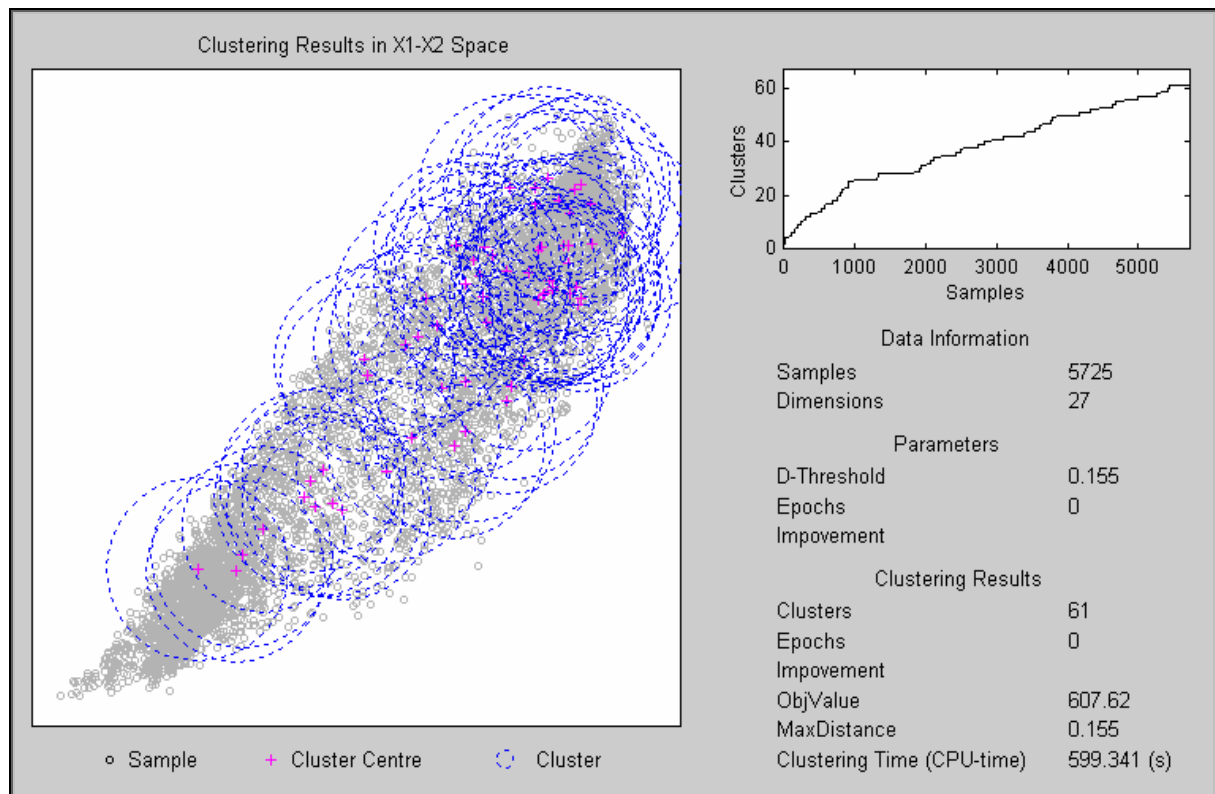 Clustering Results in X1-X2 Space
Sample
Cluster Centre
Cluster
60
40
20
0
Clusters
0 1000 2000 3000 4000 5000
Samples
Data Information
Samples 5725
Dimensions 27
Parameters
D-Threshold 0.155
Epochs 0
Impovement
Clustering Results
Clusters 61
Epochs 0
Impovement
ObjValue 607.62
MaxDistance 0.155
Clustering Time (CPU-time) 599.341 (s)